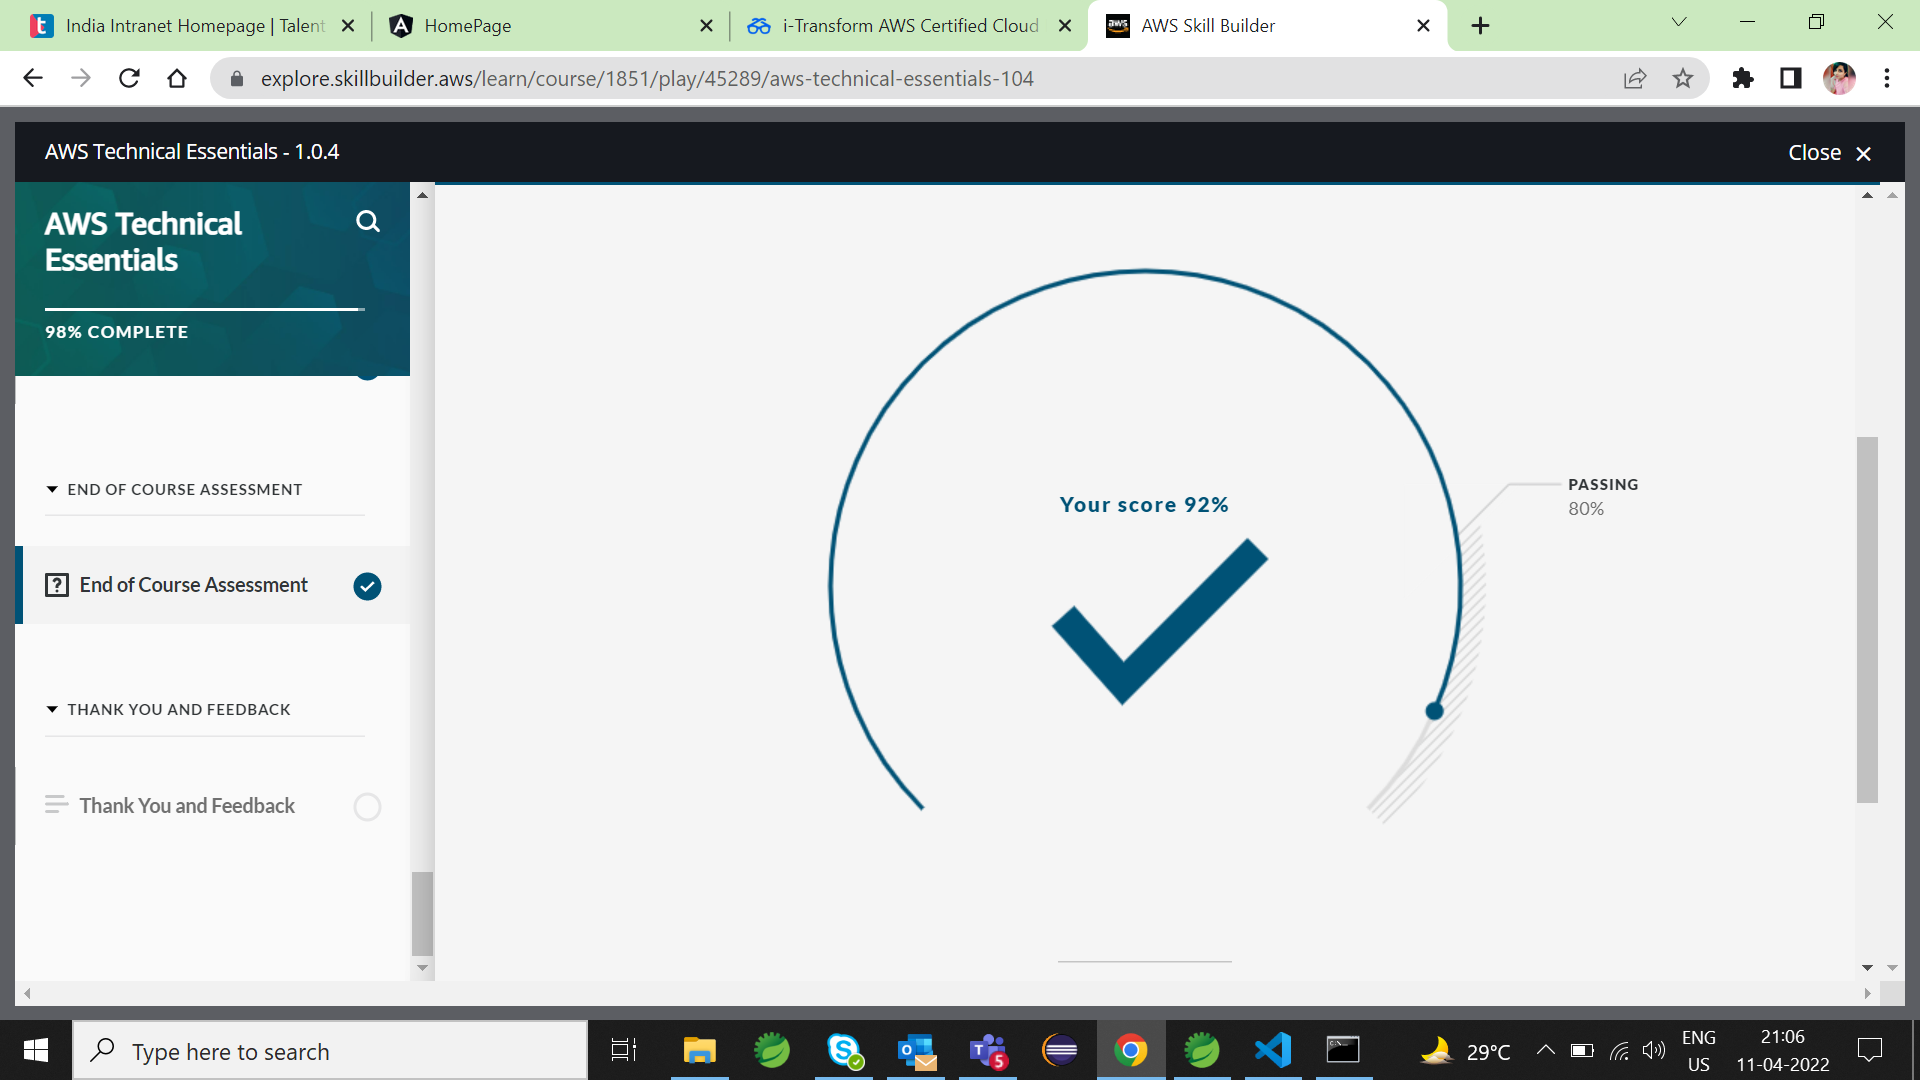 India Intranet Homepage | Talent
HomePage
i-Transform AWS Certified Cloud
aws
AWS Skill Builder
explore.skillbuilder.aws/learn/course/1851/play/45289/aws-technical-essentials-104
AWS Technical Essentials - 1.0.4
Close
AWS Technical
Essentials
98% COMPLETE
END OF COURSE ASSESSMENT
End of Course Assessment
THANK YOU AND FEEDBACK
Thank You and Feedback
Your score 92%
PASSING
80%
Type here to search
5
29°C
ENG
US
21:06
11-04-2022